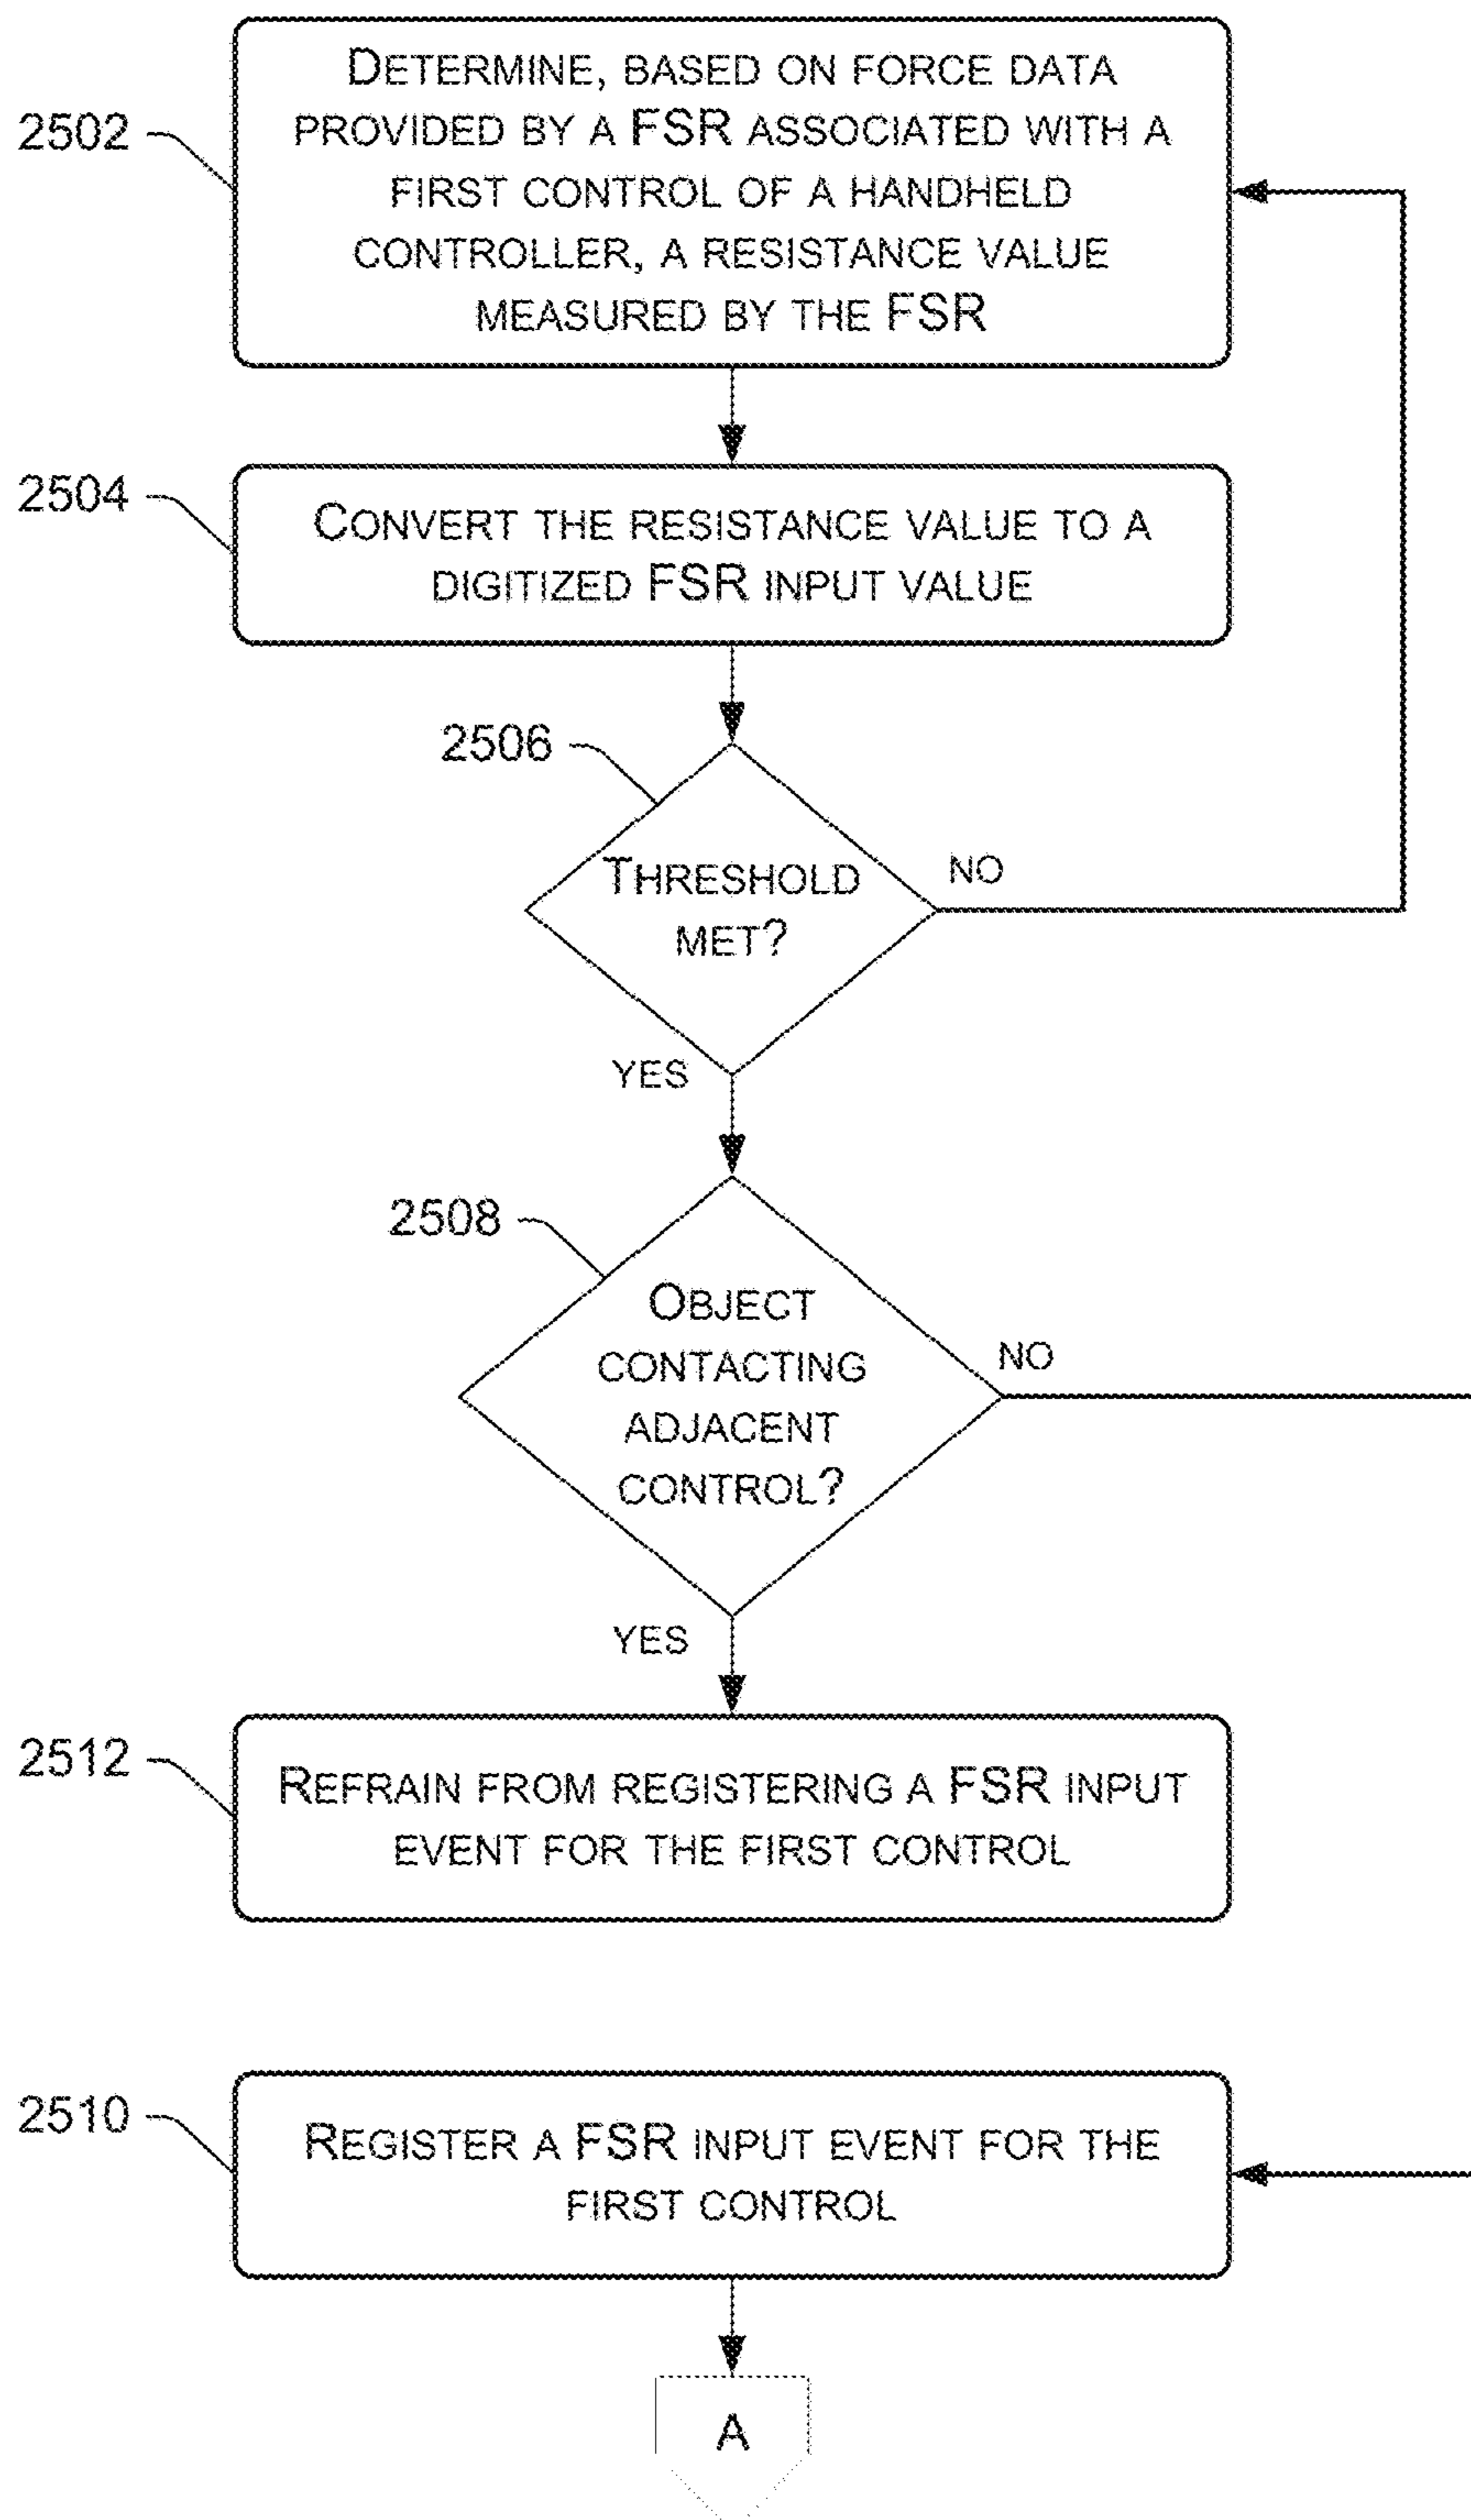 2502
DETERMINE, BASED ON FORCE DATA
PROVIDED BY A FSR ASSOCIATED WITH A
FIRST CONTROL OF A HANDHELD
CONTROLLER, A RESISTANCE VALUE
MEASURED BY THE FSR
2504
CONVERT THE RESISTANCE VALUE TO A
DIGITIZED FSR INPUT VALUE
2506
THRESHOLD
MET?
NO
YES
2508
OBJECT
CONTACTING
ADJACENT
CONTROL?
NO
YES
2512
REFRAIN FROM REGISTERING A FSR INPUT
EVENT FOR THE FIRST CONTROL
2510
REGISTER A FSR INPUT EVENT FOR THE
FIRST CONTROL
A